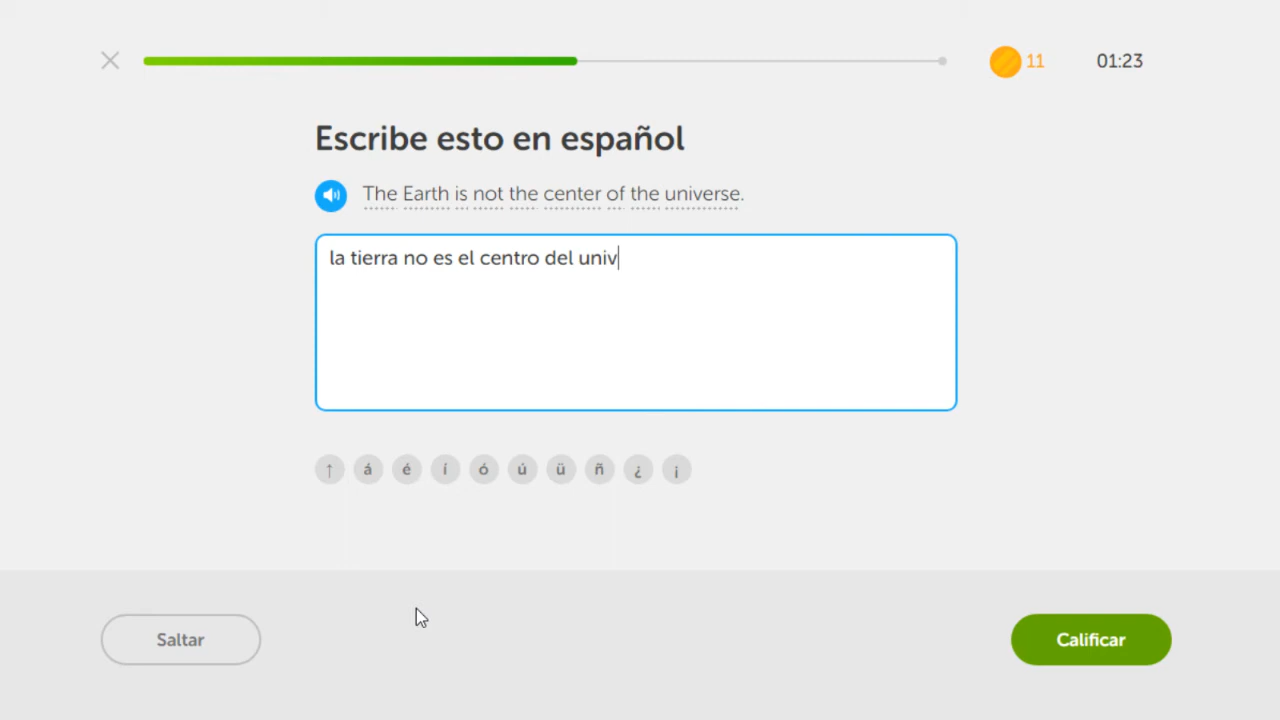 11
01:23
Escribe esto en español
The Earth is not the center of the universe.
la tierra no es el centro del univ
↑ á é í ó ú ü ñ ¿ ¡
Saltar
Calificar